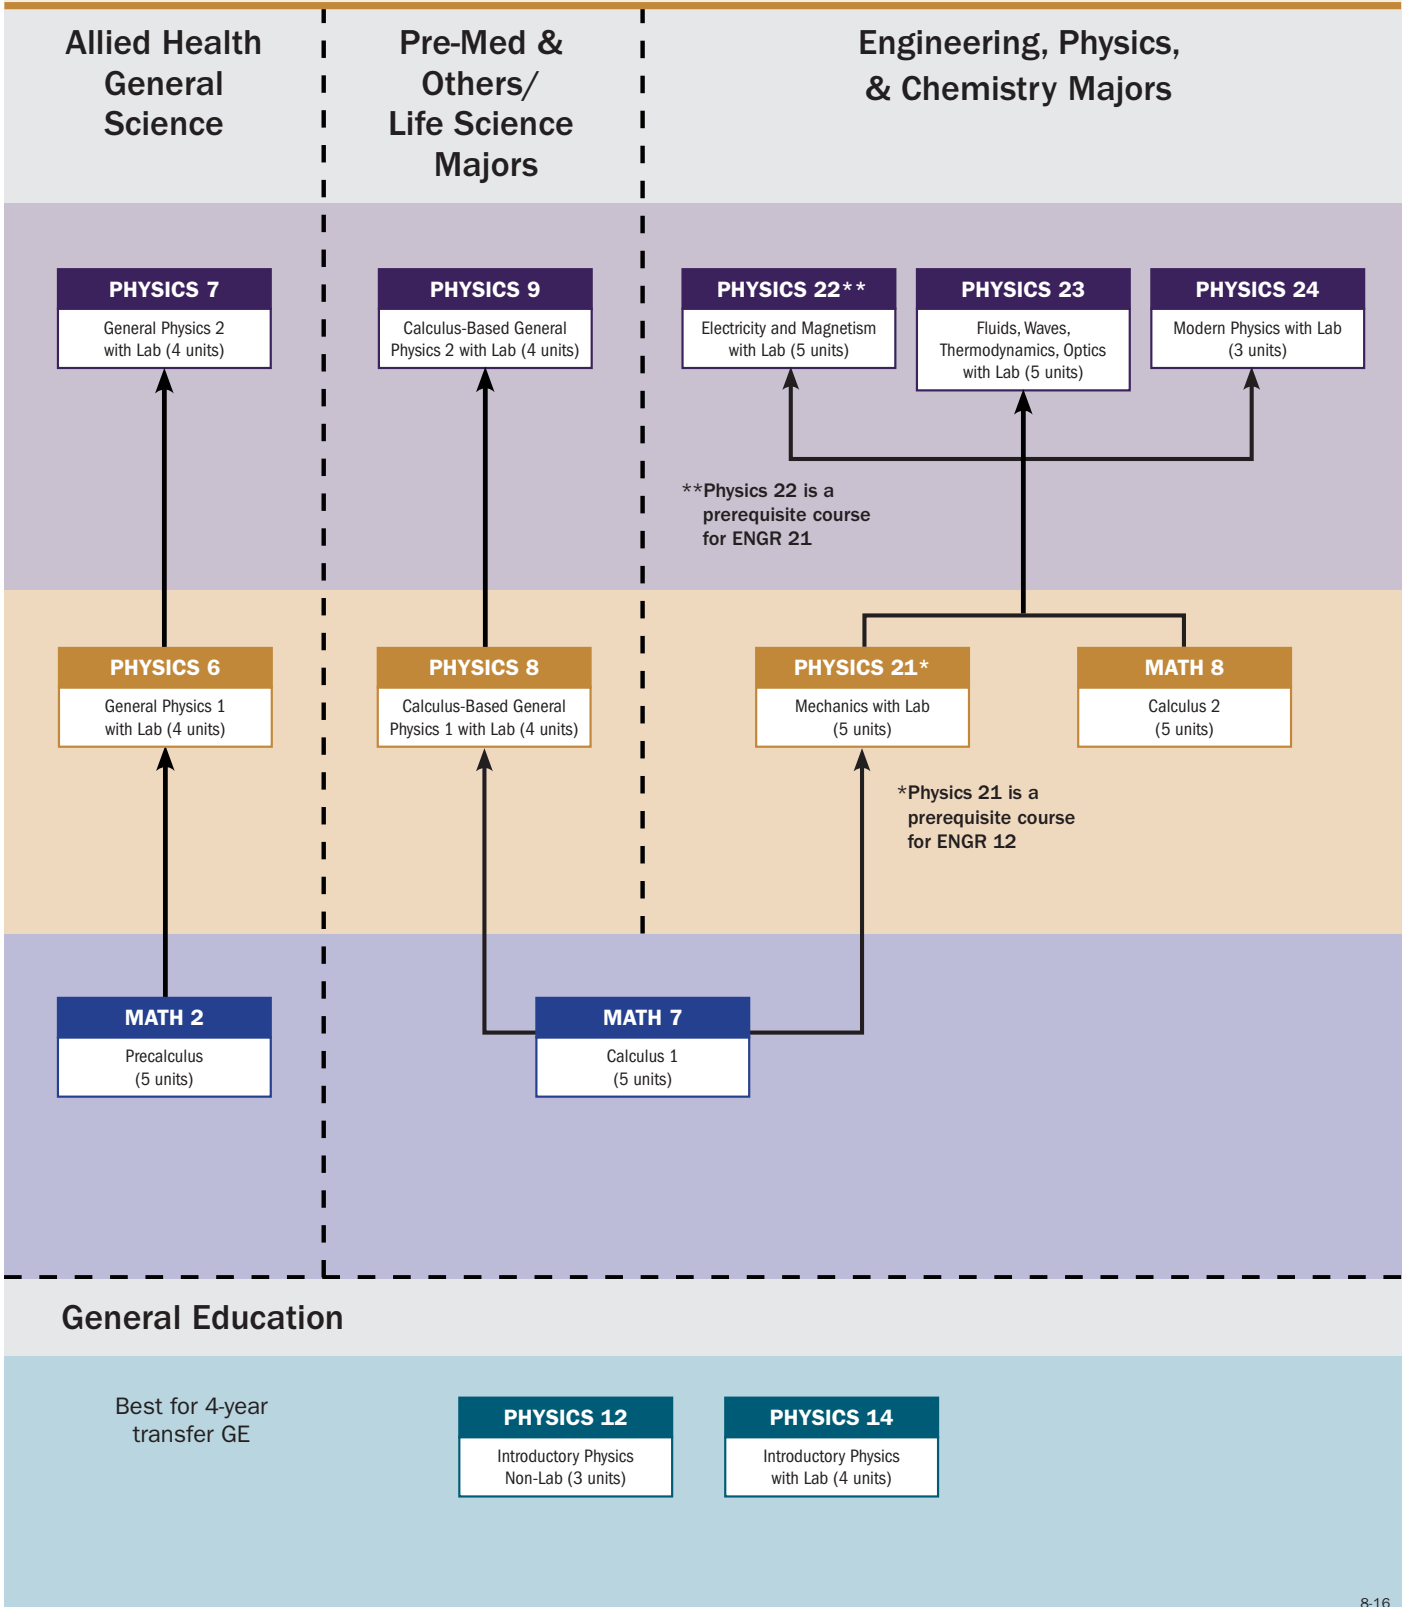 Allied Health
General
Science
Pre-Med &
Others/
Life Science
Majors
Engineering, Physics,
& Chemistry Majors
PHYSICS 7
General Physics 2
with Lab (4 units)
PHYSICS 9
Calculus-Based General
Physics 2 with Lab (4 units)
PHYSICS 22**
Electricity and Magnetism
with Lab (5 units)
PHYSICS 23
Fluids, Waves,
Thermodynamics, Optics
with Lab (5 units)
PHYSICS 24
Modern Physics with Lab
(3 units)
**Physics 22 is a
prerequisite course
for ENGR 21
PHYSICS 6
General Physics 1
with Lab (4 units)
PHYSICS 8
Calculus-Based General
Physics 1 with Lab (4 units)
PHYSICS 21*
Mechanics with Lab
(5 units)
MATH 8
Calculus 2
(5 units)
*Physics 21 is a
prerequisite course
for ENGR 12
MATH 2
Precalculus
(5 units)
MATH 7
Calculus 1
(5 units)
General Education
Best for 4-year
transfer GE
PHYSICS 12
Introductory Physics
Non-Lab (3 units)
PHYSICS 14
Introductory Physics
with Lab (4 units)
8-16